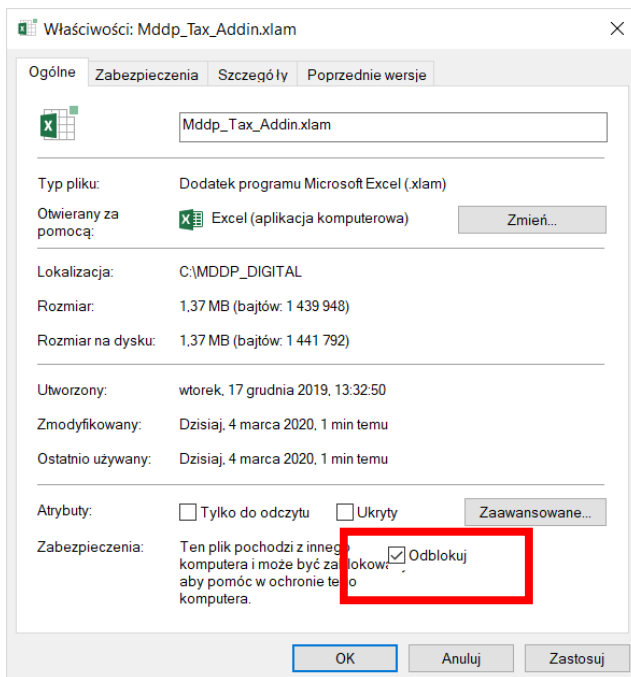 Właściwości: Mddp_Tax_Addin.xlam
Ogólne Zabezpieczenia Szczegóły Poprzednie wersje
Mddp_Tax_Addin.xlam
Typ pliku: Dodatek programu Microsoft Excel (.xlam)
Otwierany za pomocą: Excel (aplikacja komputerowa) Zmień...
Lokalizacja: C:\MDDP_DIGITAL
Rozmiar: 1,37 MB (bajtów: 1 439 948)
Rozmiar na dysku: 1,37 MB (bajtów: 1 441 792)
Utworzony: wtorek, 17 grudnia 2019, 13:32:50
Zmodyfikowany: Dzisiaj, 4 marca 2020, 1 min temu
Ostatnio używany: Dzisiaj, 4 marca 2020, 1 min temu
Atrybuty: Tylko do odczytu Ukryty Zaawansowane...
Zabezpieczenia: Ten plik pochodzi z innego
komputera i może być Odblokuj
aby pomóc w ochronie
komputera.
OK Anuluj Zastosuj